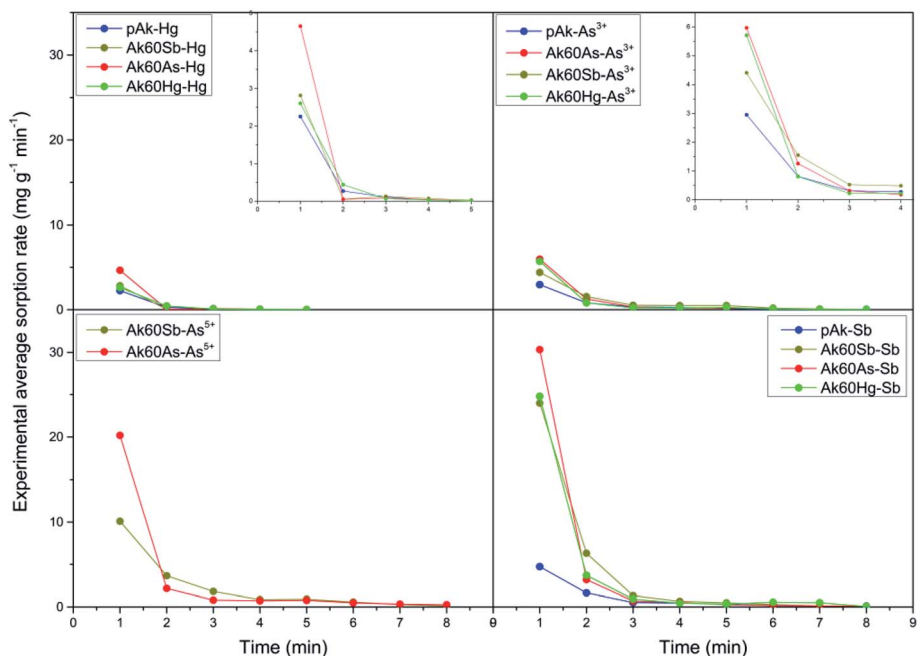 Experimental average sorption rate (mg g⁻¹ min⁻¹)
30
20
10
0
pAk-Hg
Ak60Sb-Hg
Ak60As-Hg
Ak60Hg-Hg
5
4
3
2
1
0
0 1 2 3 4 5
pAk-As³⁺
Ak60As-As³⁺
Ak60Sb-As³⁺
Ak60Hg-As³⁺
6
5
4
3
2
1
0
0 1 2 3 4
30
20
10
0
Ak60Sb-As⁵⁺
Ak60As-As⁵⁺
0 1 2 3 4 5 6 7 8
Time (min)
pAk-Sb
Ak60Sb-Sb
Ak60As-Sb
Ak60Hg-Sb
0 1 2 3 4 5 6 7 8 9
Time (min)